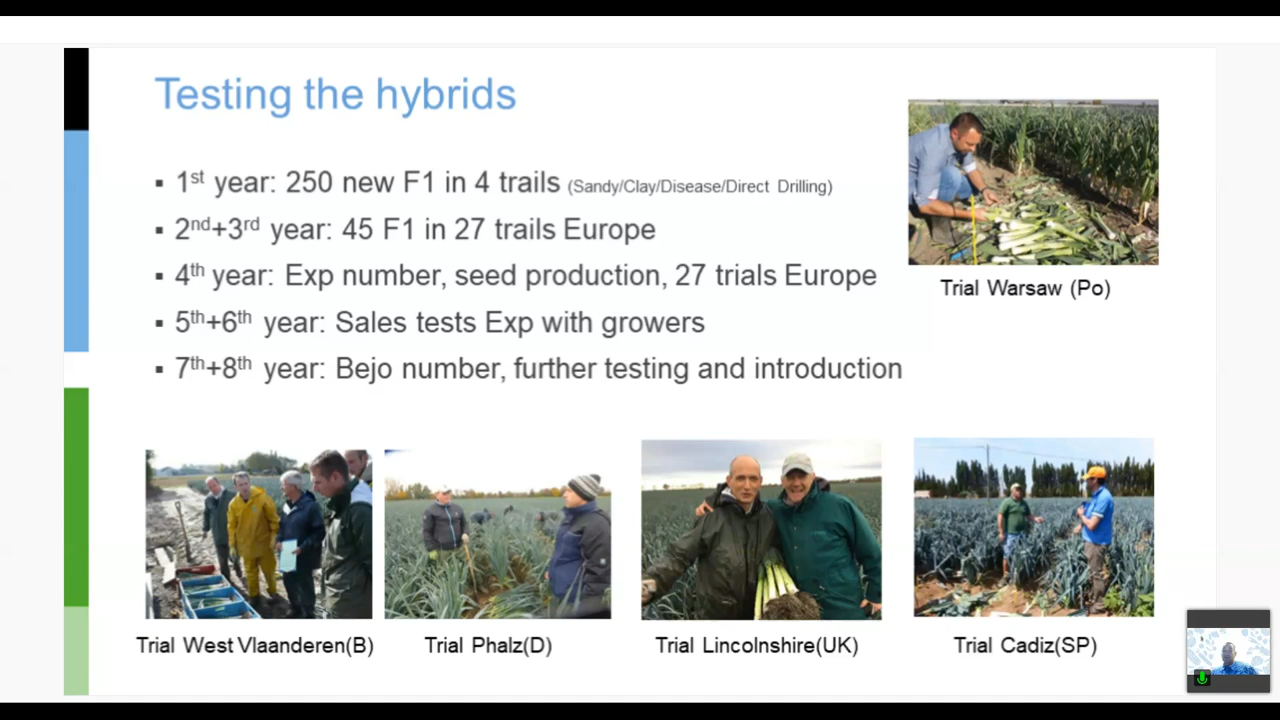 Testing the hybrids
▪ 1st year: 250 new F1 in 4 trails (Sandy/Clay/Disease/Direct Drilling)
▪ 2nd+3rd year: 45 F1 in 27 trails Europe
▪ 4th year: Exp number, seed production, 27 trials Europe
▪ 5th+6th year: Sales tests Exp with growers
▪ 7th+8th year: Bejo number, further testing and introduction
Trial Warsaw (Po)
Trial West Vlaanderen(B)
Trial Phalz(D)
Trial Lincolnshire(UK)
Trial Cadiz(SP)